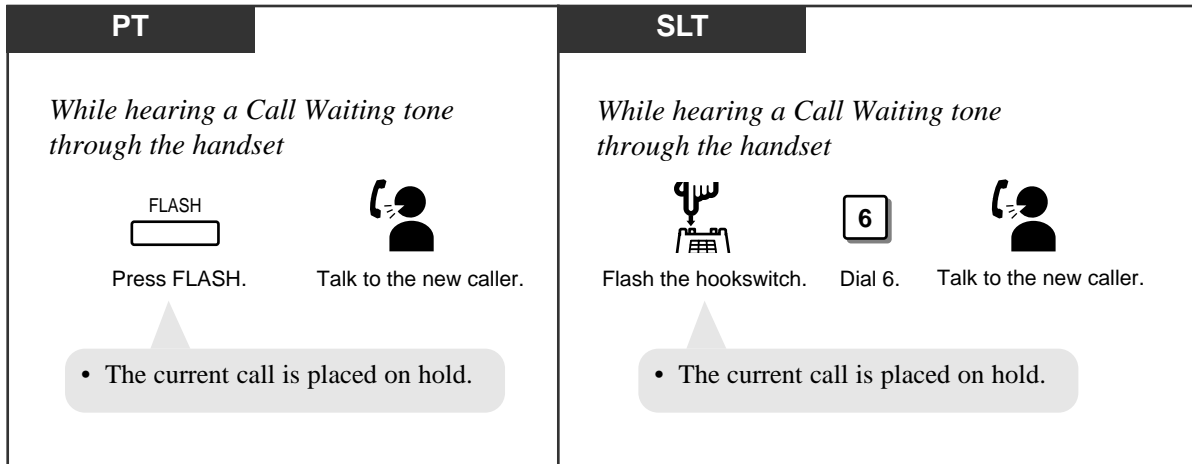 PT
While hearing a Call Waiting tone
through the handset
FLASH
Press FLASH.
Talk to the new caller.
• The current call is placed on hold.
SLT
While hearing a Call Waiting tone
through the handset
6
Flash the hookswitch.
Dial 6.
Talk to the new caller.
• The current call is placed on hold.